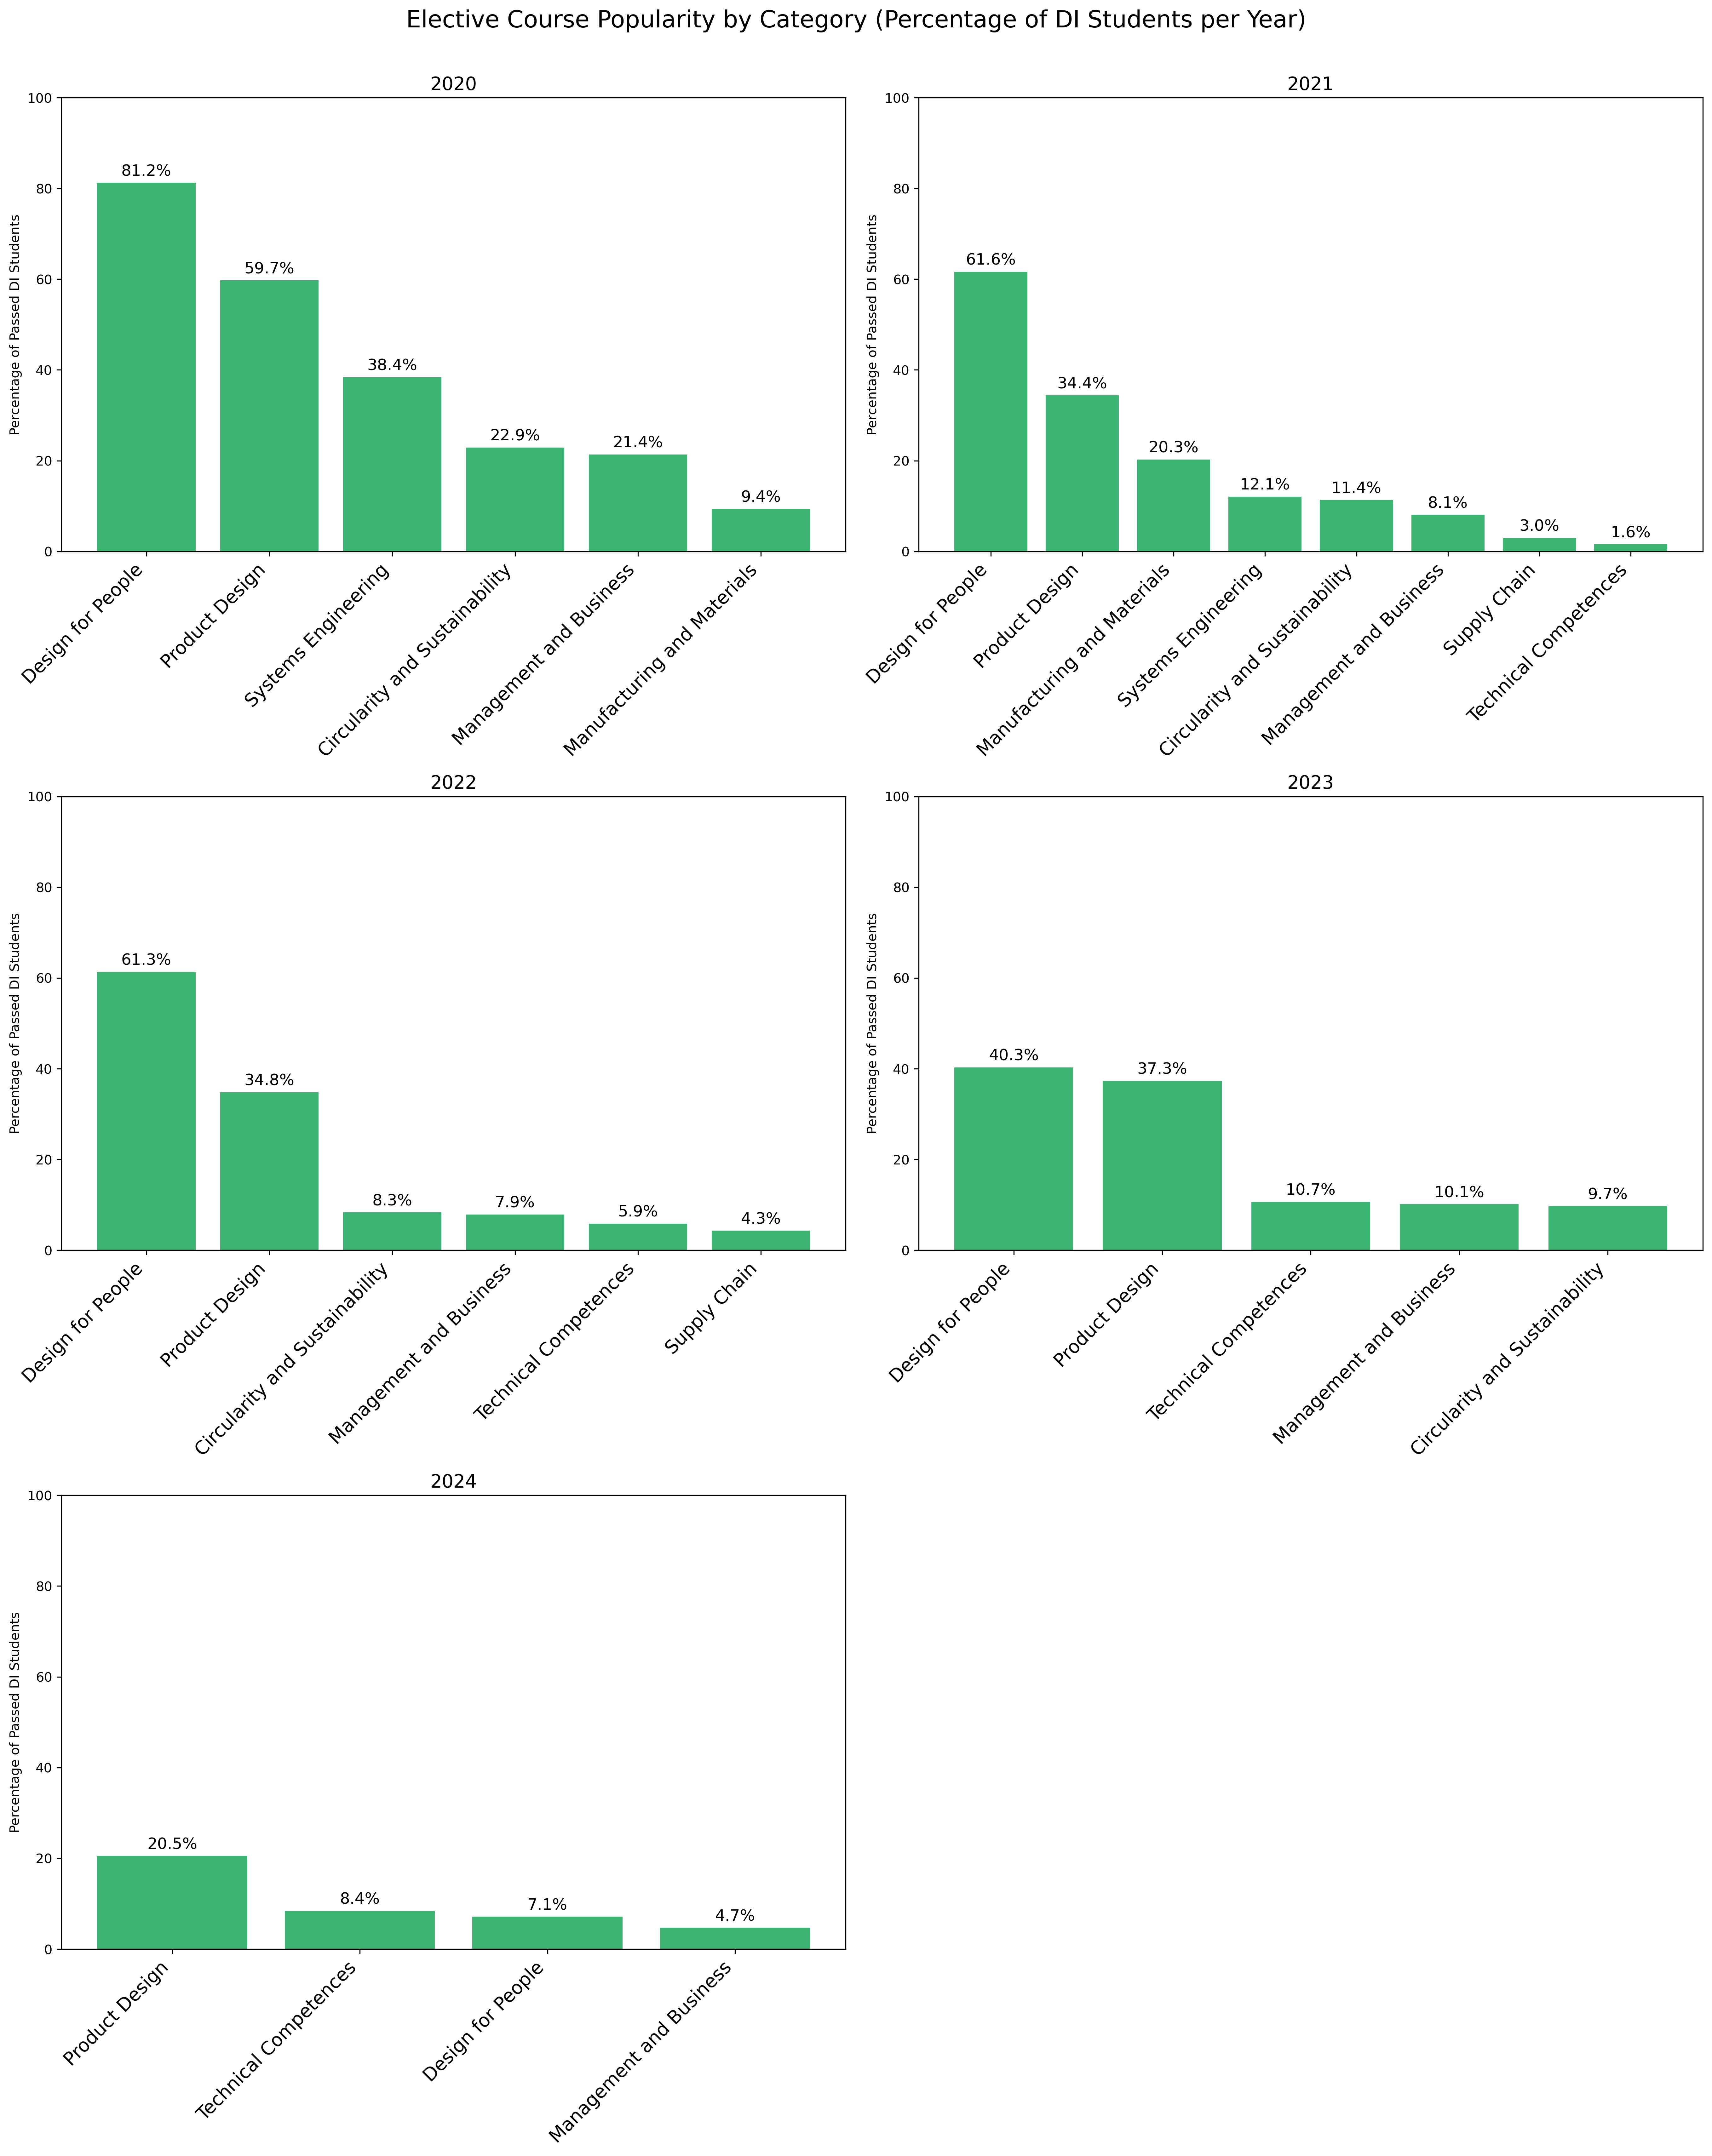 Elective Course Popularity by Category (Percentage of DI Students per Year)
2020
Percentage of Passed DI Students
100
80
60
40
20
0
81.2%
59.7%
38.4%
22.9%
21.4%
9.4%
Design for People
Product Design
Systems Engineering
Circularity and Sustainability
Management and Business
Manufacturing and Materials
2021
Percentage of Passed DI Students
100
80
60
40
20
0
61.6%
34.4%
20.3%
12.1%
11.4%
8.1%
3.0%
1.6%
Design for People
Product Design
Manufacturing and Materials
Systems Engineering
Circularity and Sustainability
Management and Business
Supply Chain
Technical Competences
2022
Percentage of Passed DI Students
100
80
60
40
20
0
61.3%
34.8%
8.3%
7.9%
5.9%
4.3%
Design for People
Product Design
Circularity and Sustainability
Management and Business
Technical Competences
Supply Chain
2023
Percentage of Passed DI Students
100
80
60
40
20
0
40.3%
37.3%
10.7%
10.1%
9.7%
Design for People
Product Design
Technical Competences
Management and Business
Circularity and Sustainability
2024
Percentage of Passed DI Students
100
80
60
40
20
0
20.5%
8.4%
7.1%
4.7%
Product Design
Technical Competences
Design for People
Management and Business